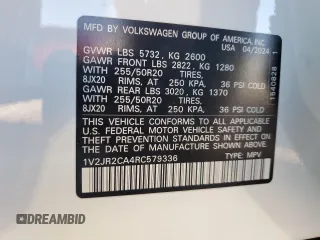 MFD BY VOLKSWAGEN GROUP OF AMERICA, INC.
USA 04/2024
GVWR LBS 5732, KG 2600
GAWR FRONT LBS 2822, KG 1280
WITH 255/50R20 TIRES,
8JX20 RIMS, AT 250 KPA/ 36 PSI COLD
GAWR REAR LBS 3020, KG 1370
WITH 255/50R20 TIRES,
8JX20 RIMS, AT 250 KPA/ 36 PSI COLD
THIS VEHICLE CONFORMS TO ALL APPLICABLE
FEDERAL MOTOR VEHICLE SAFETY AND
THEFT PREVENTION STANDARDS IN EFFECT
ON THE DATE OF MANUFACTURE SHOWN
ABOVE.
1V2JR2CA4RC579336 TYPE: MPV
1540828
DREAMBID